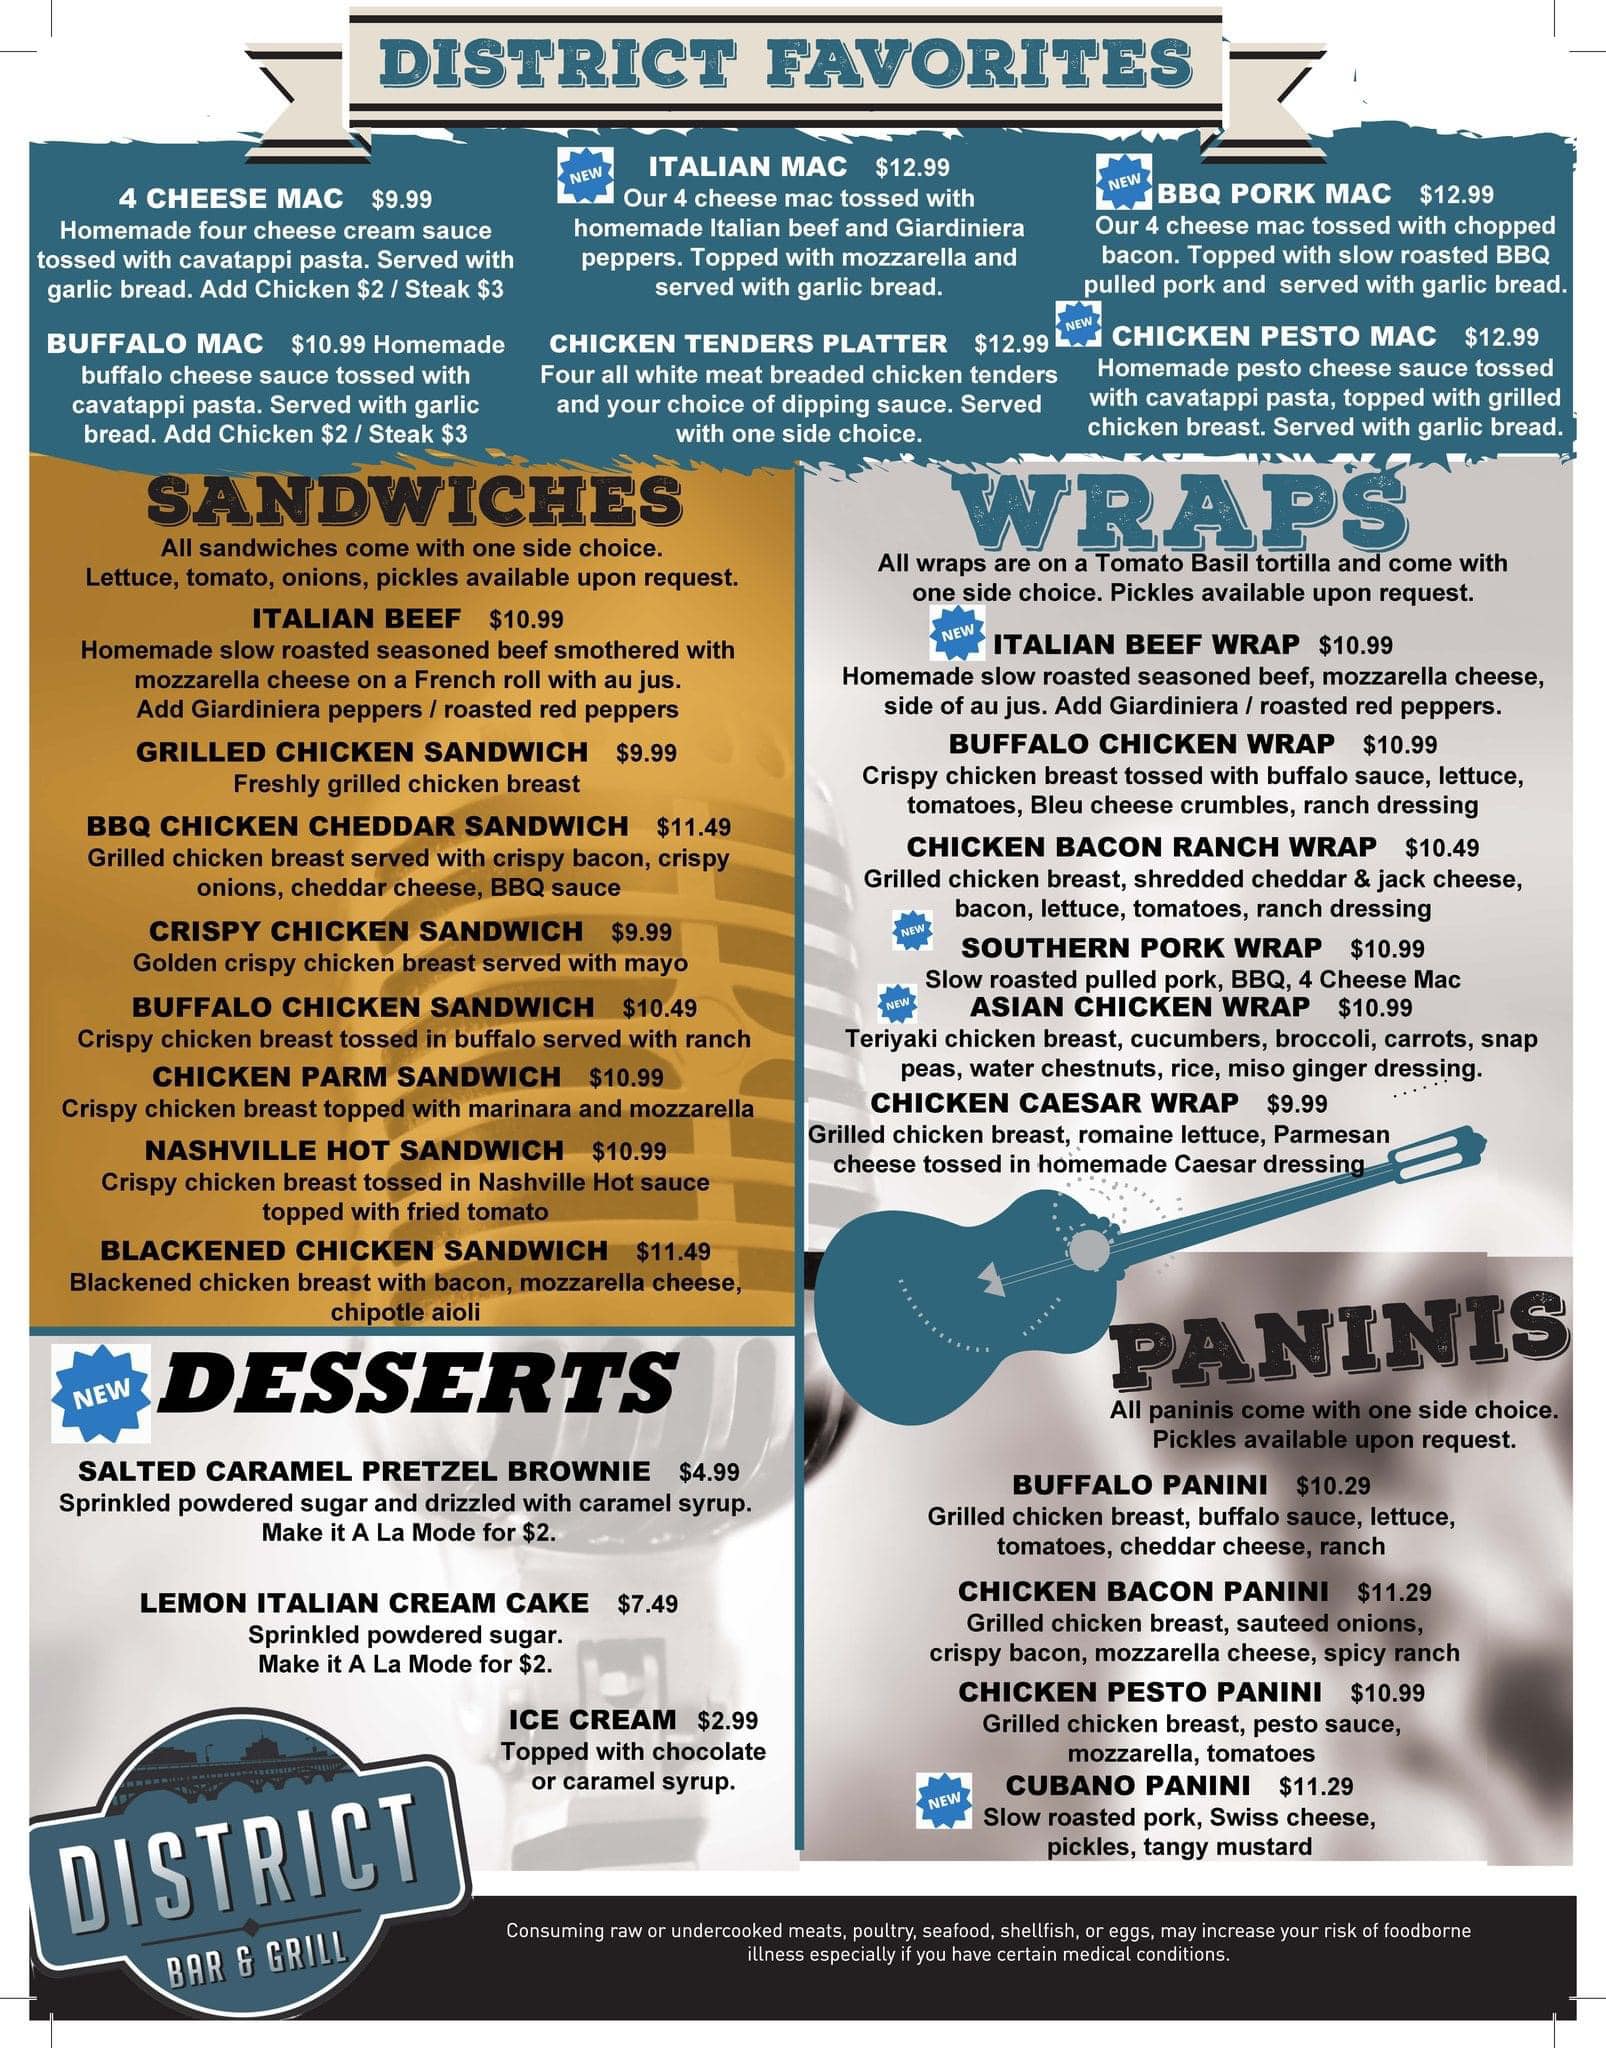 DISTRICT FAVORITES
4 CHEESE MAC $9.99
Homemade four cheese cream sauce
tossed with cavatappi pasta. Served with
garlic bread. Add Chicken $2 / Steak $3
BUFFALO MAC $10.99 Homemade
buffalo cheese sauce tossed with
cavatappi pasta. Served with garlic
bread. Add Chicken $2 / Steak $3
NEW
ITALIAN MAC $12.99
Our 4 cheese mac tossed with
homemade Italian beef and Giardiniera
peppers. Topped with mozzarella and
served with garlic bread.
CHICKEN TENDERS PLATTER $12.99
Four all white meat breaded chicken tenders
and your choice of dipping sauce. Served
with one side choice.
NEW
BBQ PORK MAC $12.99
Our 4 cheese mac tossed with chopped
bacon. Topped with slow roasted BBQ
pulled pork and served with garlic bread.
NEW
CHICKEN PESTO MAC $12.99
Homemade pesto cheese sauce tossed
with cavatappi pasta, topped with grilled
chicken breast. Served with garlic bread.
SANDWICHES
All sandwiches come with one side choice.
Lettuce, tomato, onions, pickles available upon request.
ITALIAN BEEF $10.99
Homemade slow roasted seasoned beef smothered with
mozzarella cheese on a French roll with au jus.
Add Giardiniera peppers / roasted red peppers
GRILLED CHICKEN SANDWICH $9.99
Freshly grilled chicken breast
BBQ CHICKEN CHEDDAR SANDWICH $11.49
Grilled chicken breast served with crispy bacon, crispy
onions, cheddar cheese, BBQ sauce
CRISPY CHICKEN SANDWICH $9.99
Golden crispy chicken breast served with mayo
BUFFALO CHICKEN SANDWICH $10.49
Crispy chicken breast tossed in buffalo served with ranch
CHICKEN PARM SANDWICH $10.99
Crispy chicken breast topped with marinara and mozzarella
NASHVILLE HOT SANDWICH $10.99
Crispy chicken breast tossed in Nashville Hot sauce
topped with fried tomato
BLACKENED CHICKEN SANDWICH $11.49
Blackened chicken breast with bacon, mozzarella cheese,
chipotle aioli
WRAPS
All wraps are on a Tomato Basil tortilla and come with
one side choice. Pickles available upon request.
NEW
ITALIAN BEEF WRAP $10.99
Homemade slow roasted seasoned beef, mozzarella cheese,
side of au jus. Add Giardiniera / roasted red peppers.
BUFFALO CHICKEN WRAP $10.99
Crispy chicken breast tossed with buffalo sauce, lettuce,
tomatoes, Bleu cheese crumbles, ranch dressing
CHICKEN BACON RANCH WRAP $10.49
Grilled chicken breast, shredded cheddar & jack cheese,
bacon, lettuce, tomatoes, ranch dressing
NEW
SOUTHERN PORK WRAP $10.99
Slow roasted pulled pork, BBQ, 4 Cheese Mac
NEW
ASIAN CHICKEN WRAP $10.99
Teriyaki chicken breast, cucumbers, broccoli, carrots, snap
peas, water chestnuts, rice, miso ginger dressing.
CHICKEN CAESAR WRAP $9.99
Grilled chicken breast, romaine lettuce, Parmesan
cheese tossed in homemade Caesar dressing
NEW
DESSERTS
SALTED CARAMEL PRETZEL BROWNIE $4.99
Sprinkled powdered sugar and drizzled with caramel syrup.
Make it A La Mode for $2.
LEMON ITALIAN CREAM CAKE $7.49
Sprinkled powdered sugar.
Make it A La Mode for $2.
ICE CREAM $2.99
Topped with chocolate
or caramel syrup.
PANINIS
All paninis come with one side choice.
Pickles available upon request.
BUFFALO PANINI $10.29
Grilled chicken breast, buffalo sauce, lettuce,
tomatoes, cheddar cheese, ranch
CHICKEN BACON PANINI $11.29
Grilled chicken breast, sauteed onions,
crispy bacon, mozzarella cheese, spicy ranch
CHICKEN PESTO PANINI $10.99
Grilled chicken breast, pesto sauce,
mozzarella, tomatoes
NEW
CUBANO PANINI $11.29
Slow roasted pork, Swiss cheese,
pickles, tangy mustard
DISTRICT
BAR & GRILL
Consuming raw or undercooked meats, poultry, seafood, shellfish, or eggs, may increase your risk of foodborne
illness especially if you have certain medical conditions.